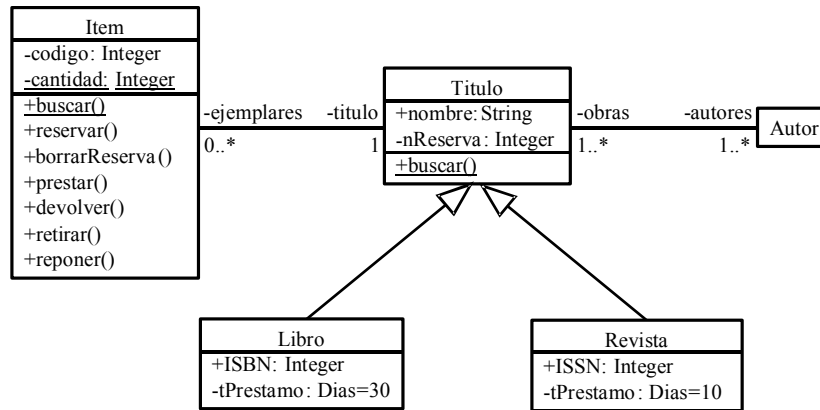 Item
-codigo: Integer
-cantidad: Integer
+buscar()
+reservar()
+borrarReserva()
+prestar()
+devolver()
+retirar()
+reponer()
-ejemplares
0..*
-titulo
1
Titulo
+nombre: String
-nReserva: Integer
+buscar()
-obras
1..*
-autores
1..*
Autor
Libro
+ISBN: Integer
-tPrestamo: Dias=30
Revista
+ISSN: Integer
-tPrestamo: Dias=10